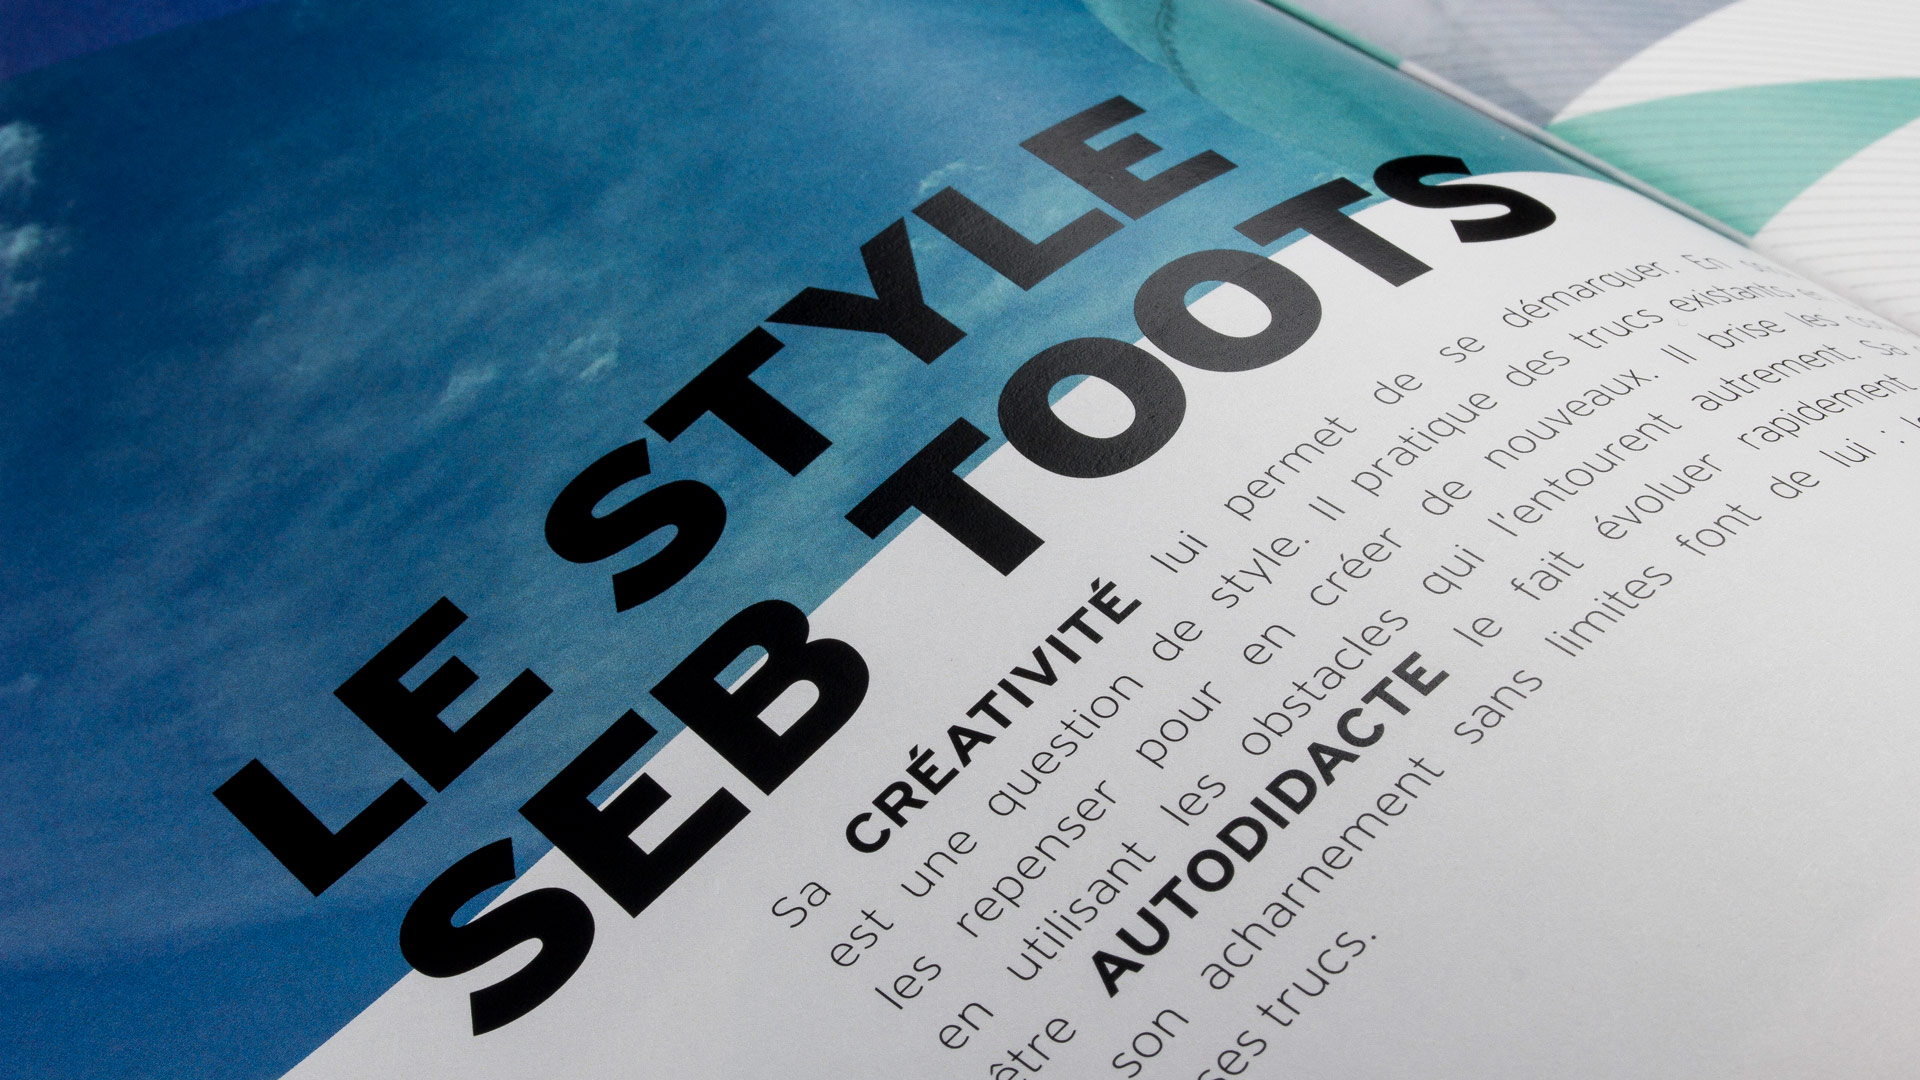 LE STYLE
SEB TOOTS
Sa CRÉATIVITÉ lui permet de se démarquer. En
est une question de style. Il pratique des trucs existants
les repenser pour en créer de nouveaux. Il brise les
en utilisant les obstacles qui l'entourent autrement. Sa
être AUTODIDACTE le fait évoluer rapidement
son acharnement sans limites font de lui :
ses trucs.